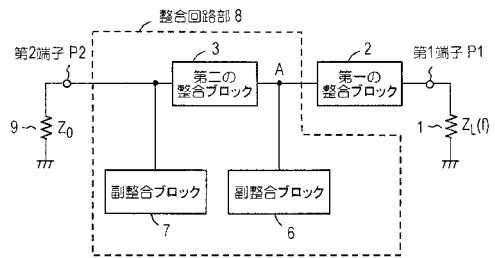 整合回路部 8
第2端子 P2
3
第二の
整合ブロック
A
2
第一の
整合ブロック
第1端子 P1
9
Z0
1
ZL(f)
副整合ブロック
7
副整合ブロック
6